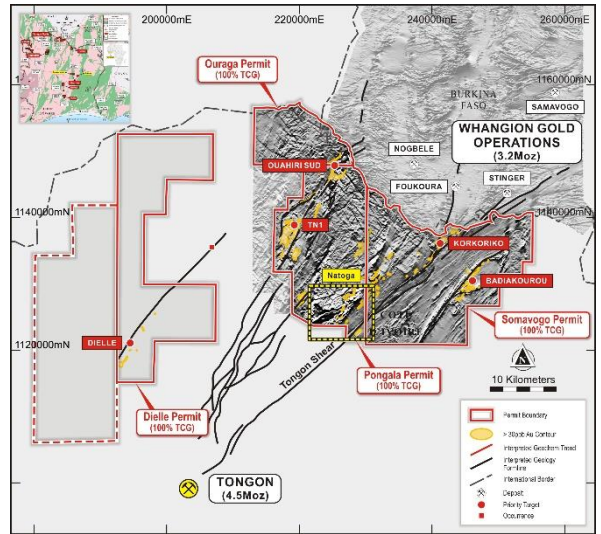 200000mE
220000mE
240000mE
260000mE
Ouraga Permit
(100% TCG)
1160000mN
BURKINA
FASO
SAMAVOGO
WHANGION GOLD
OPERATIONS
(3.2Moz)
NOGBELE
STINGER
FOUKOURA
OUAHIRI SUD
1140000mN
1140000mN
TN1
KORKORIKO
Natoga
BADIAKOUROU
COTE
D'IVOIRE
DIELLE
Somavogo Permit
(100% TCG)
1120000mN
Tongon Shear
Pongala Permit
(100% TCG)
Dielle Permit
(100% TCG)
10 Kilometers
TONGON
(4.5Moz)
Permit Boundary
>30ppb Au Contour
Interpreted Geochem Trend
Interpreted Geology
Formline
International Border
Deposit
Priority Target
Occurrence